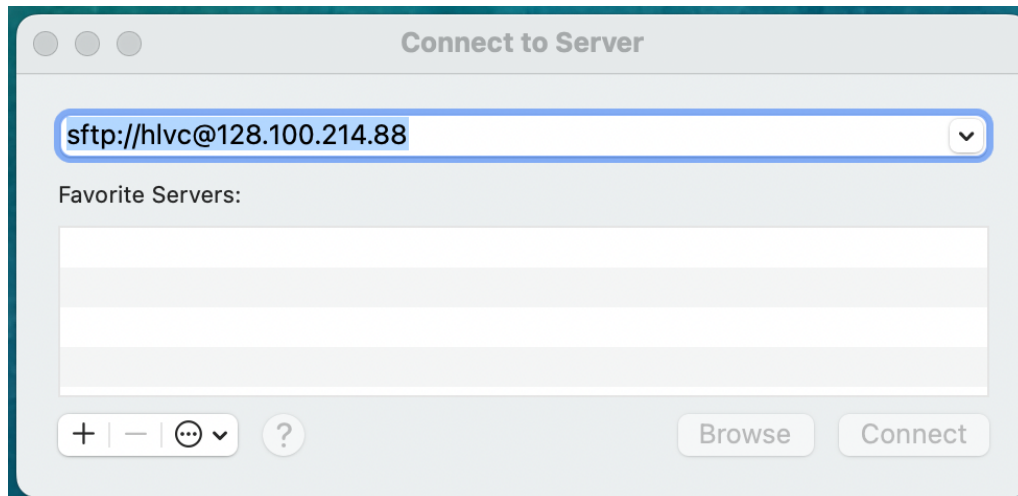 Connect to Server
sftp://hlvc@128.100.214.88
Favorite Servers:
?
Browse Connect